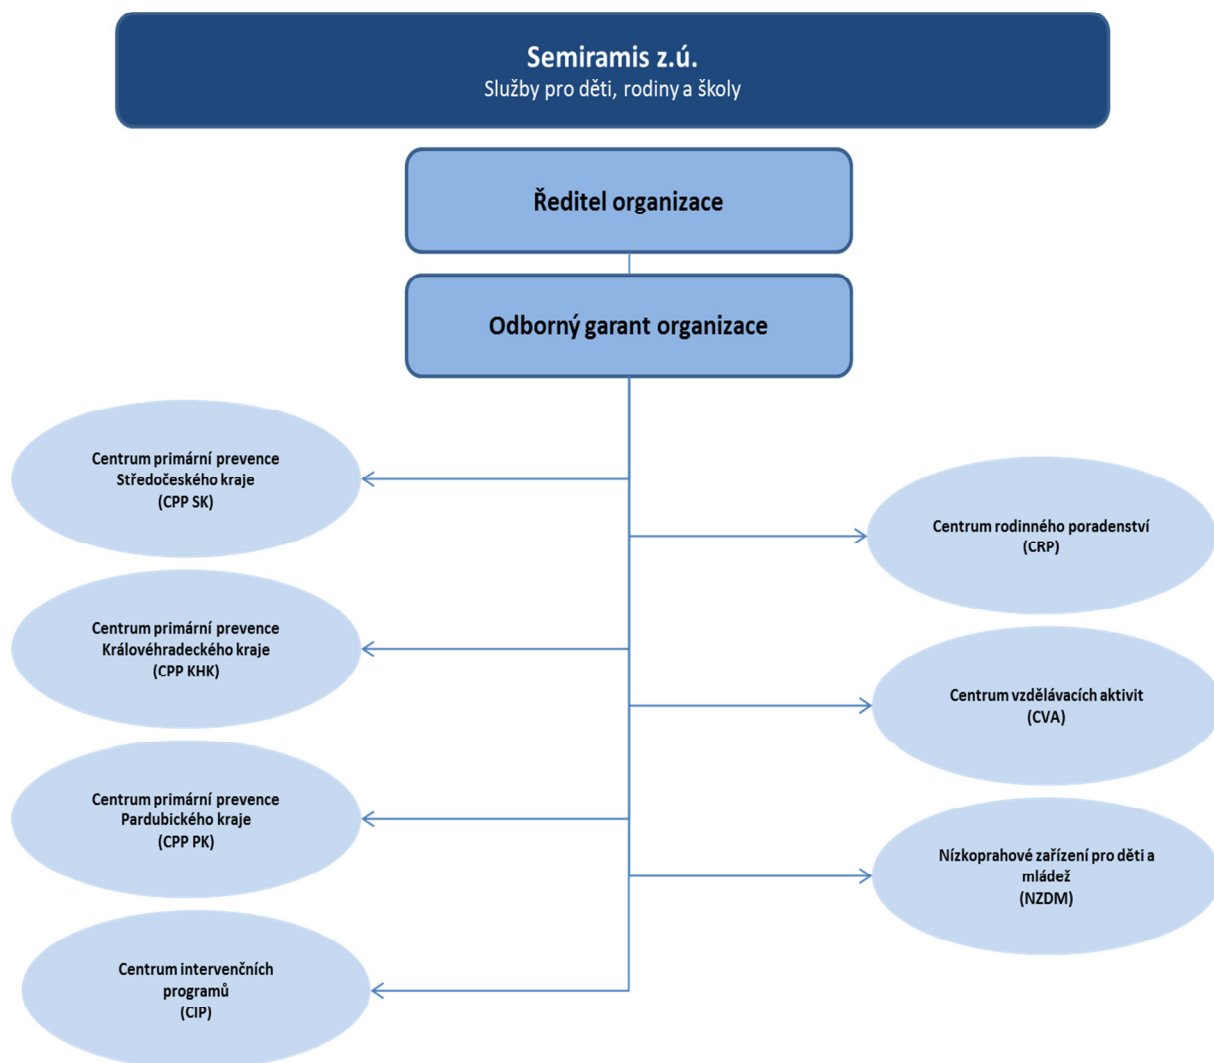 Semiramis z.ú.
Služby pro děti, rodiny a školy
Ředitel organizace
Odborný garant organizace
Centrum primární prevence
Středočeského kraje
(CPP SK)
Centrum primární prevence
Královéhradeckého kraje
(CPP KHK)
Centrum primární prevence
Pardubického kraje
(CPP PK)
Centrum intervenčních
programů
(CIP)
Centrum rodinného poradenství
(CRP)
Centrum vzdělávacích aktivit
(CVA)
Nízkoprahové zařízení pro děti a
mládež
(NZDM)